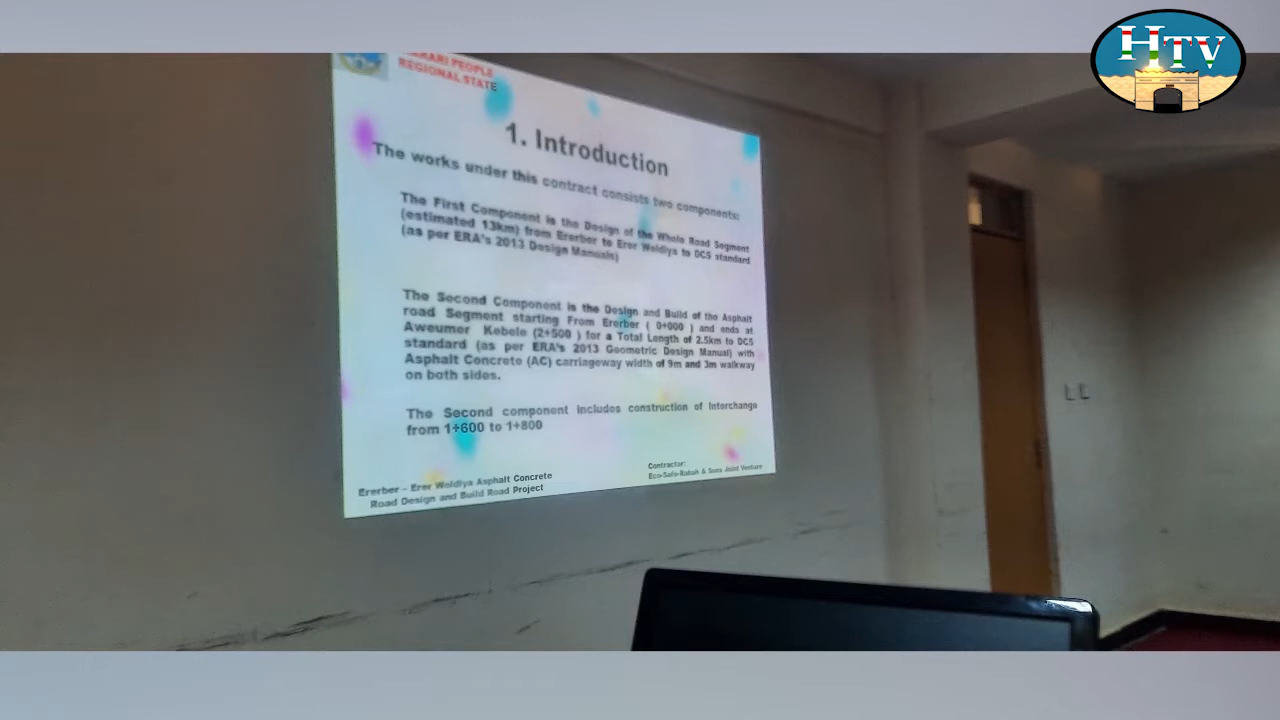 HTV
HARARI PEOPLE
REGIONAL STATE
1. Introduction
The works under this contract consists two components:
The First Component is the Design of the Whole Road Segment
(estimated 13km) from Ererber to Erer Woldiya to DC5 standard
(as per ERA's 2013 Design Manuals)
The Second Component is the Design and Build of the Asphalt
road Segment starting From Ererber ( 0+000 ) and ends at
Aweumer Kebele (2+500 ) for a Total Length of 2.5km to DC5
standard (as per ERA's 2013 Geometric Design Manual) with
Asphalt Concrete (AC) carriageway width of 9m and 3m walkway
on both sides.
The Second component includes construction of Interchange
from 1+600 to 1+800
Ererber – Erer Woldiya Asphalt Concrete
Road Design and Build Road Project
Contractor:
Eco-Safo-Rabah & Sons Joint Venture